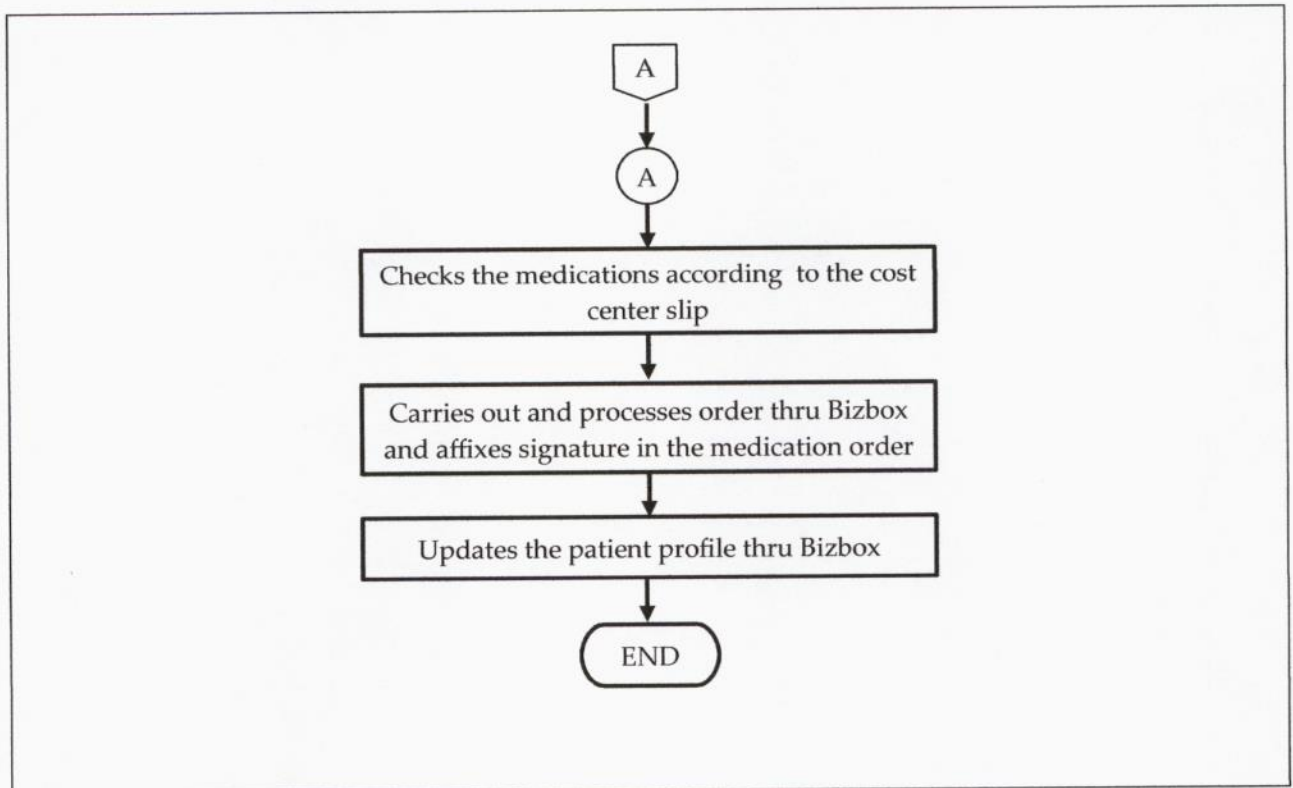 A
A
Checks the medications according to the cost
center slip
Carries out and processes order thru Bizbox
and affixes signature in the medication order
Updates the patient profile thru Bizbox
END